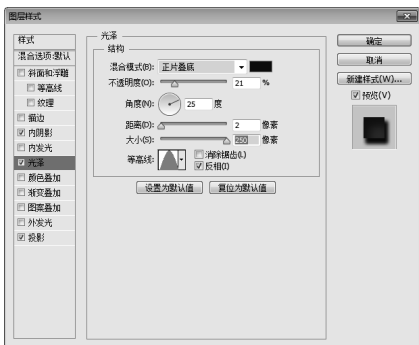 图层样式
样式
混合选项:默认
斜面和浮雕
等高线
纹理
描边
内阴影
内发光
光泽
颜色叠加
渐变叠加
图案叠加
外发光
投影
光泽
结构
混合模式(B): 正片叠底
不透明度(O): 21 %
角度(N): 25 度
距离(D): 2 像素
大小(S): 250 像素
等高线: 消除锯齿(L)
反相(I)
设置为默认值 复位为默认值
确定
取消
新建样式(W)...
预览(V)